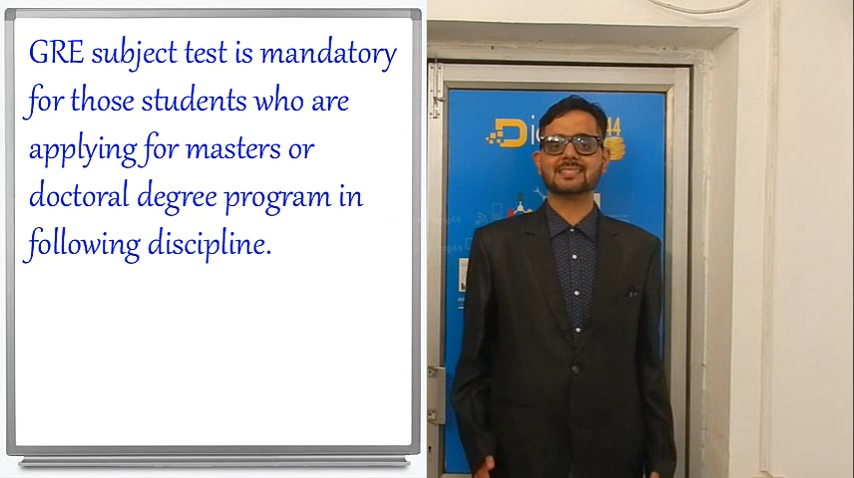 GRE subject test is mandatory
for those students who are
applying for masters or
doctoral degree program in
following discipline.
44